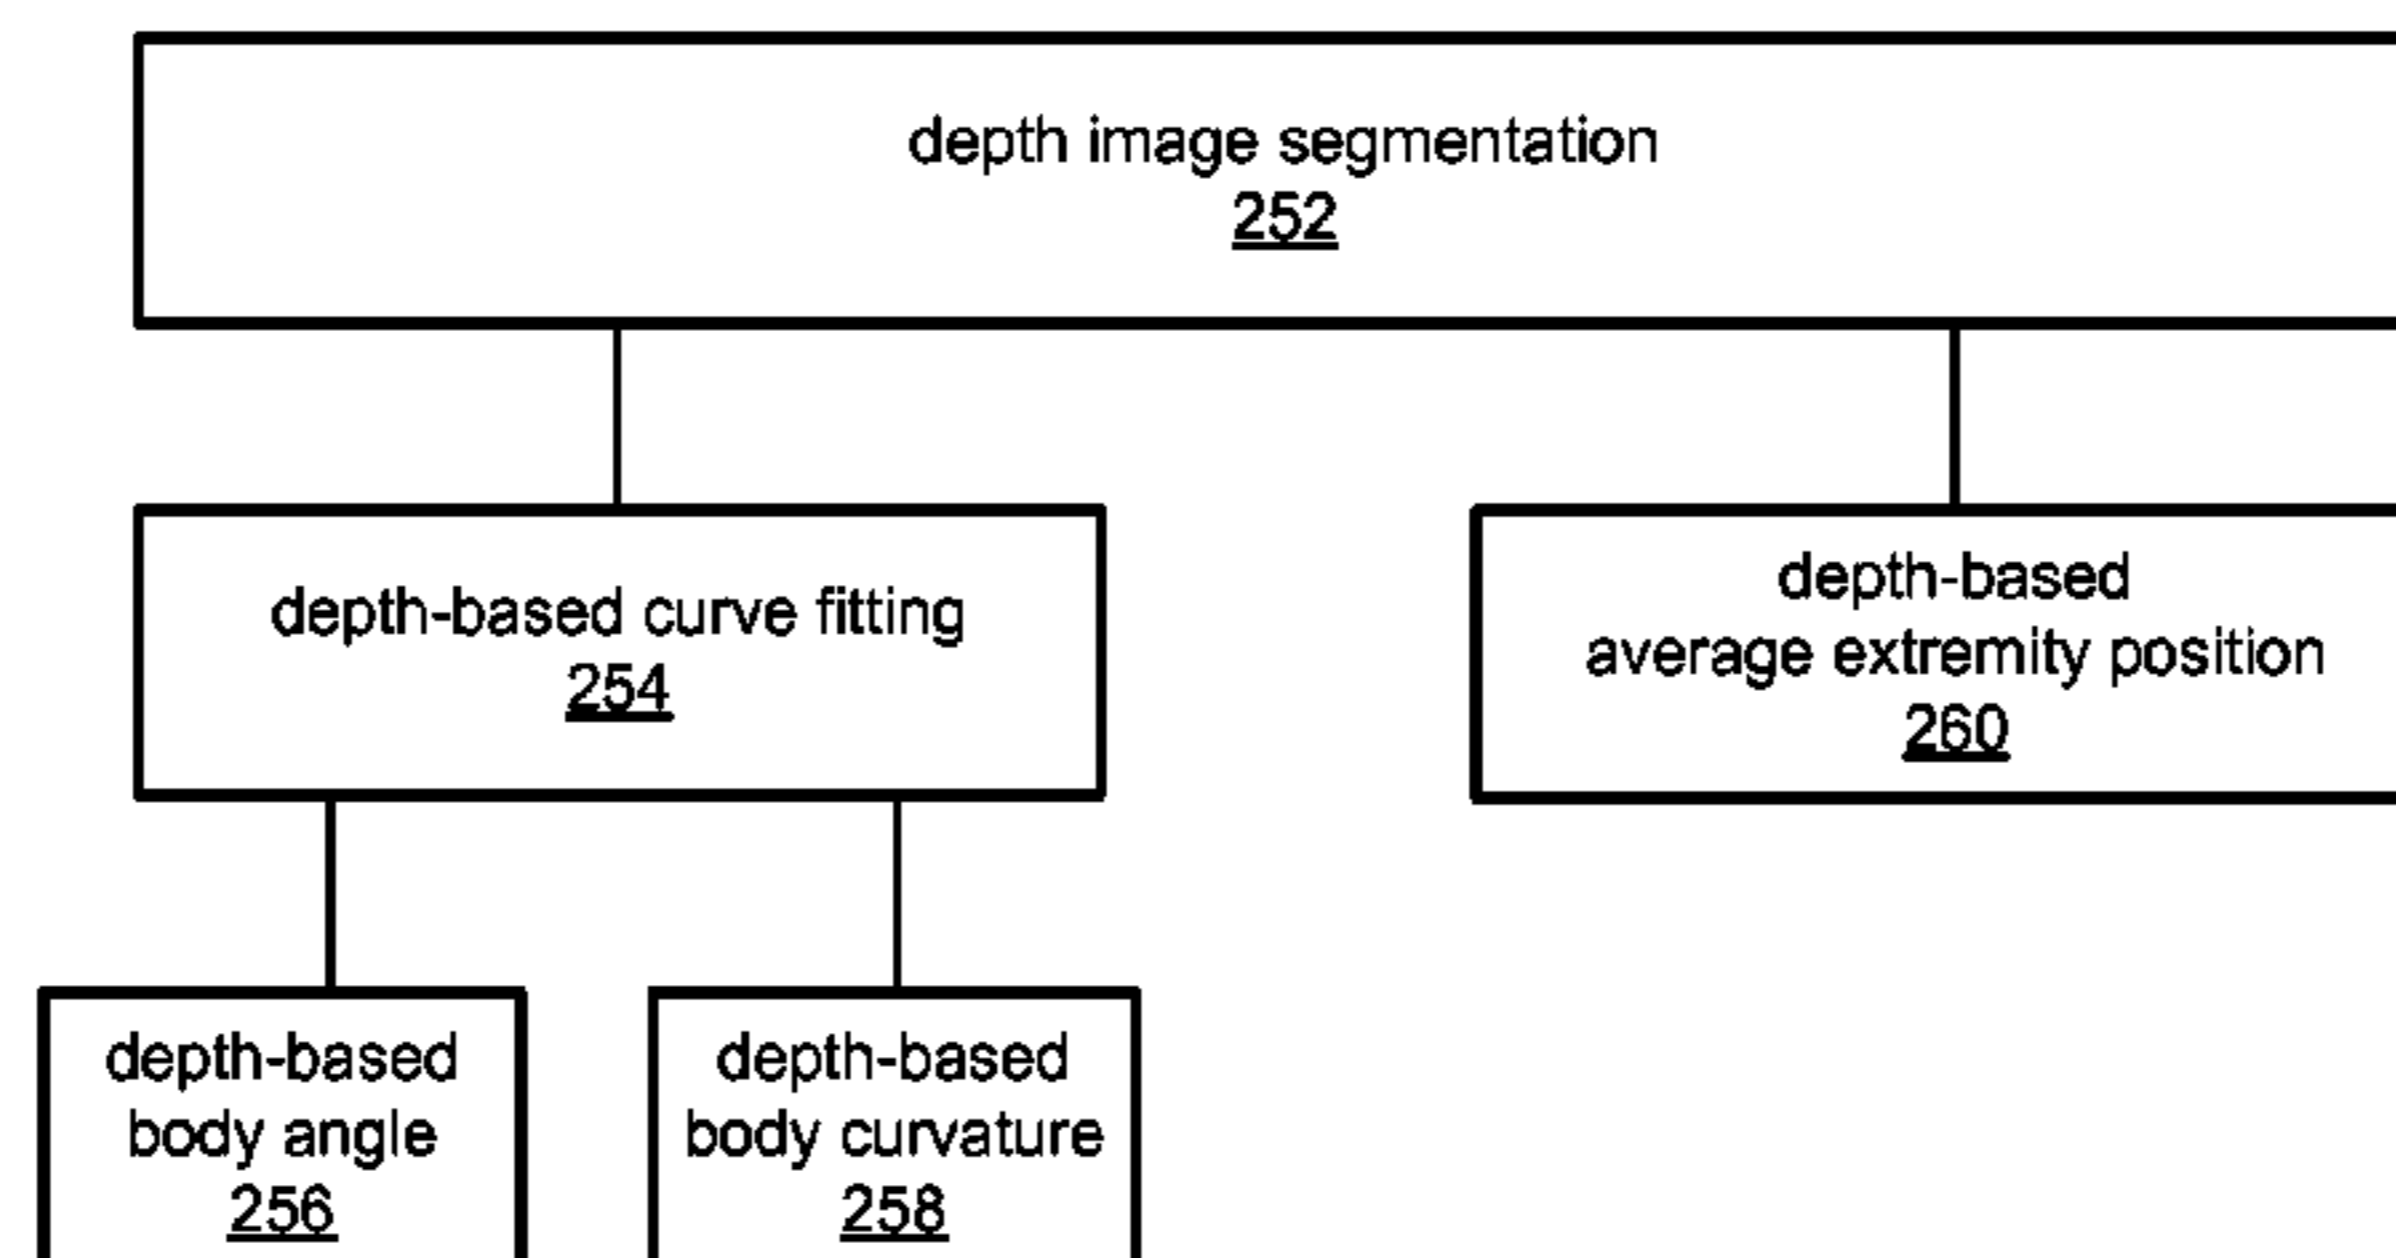 depth image segmentation
252
depth-based curve fitting
254
depth-based
average extremity position
260
depth-based
body angle
256
depth-based
body curvature
258